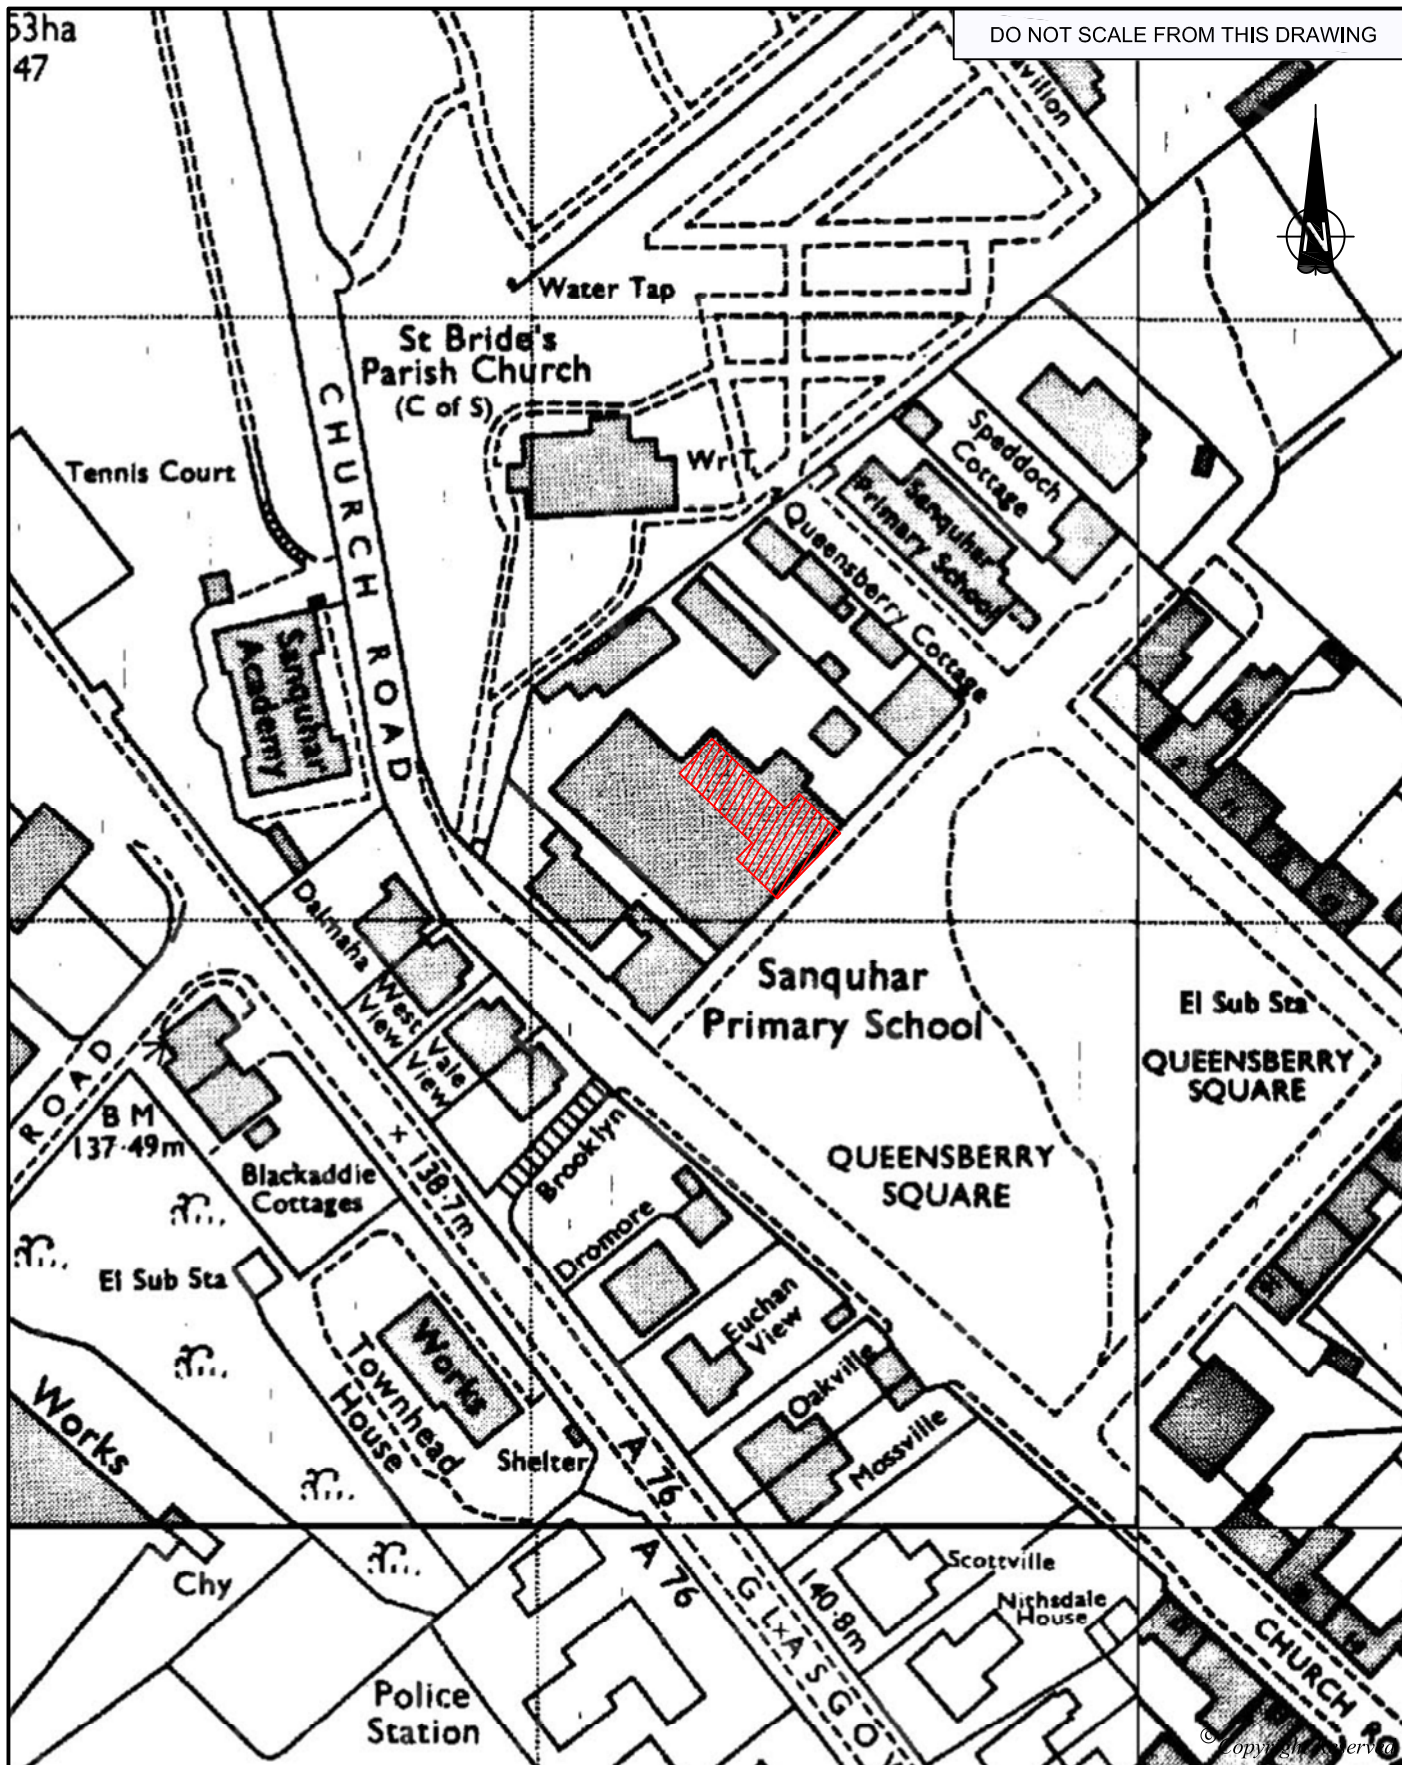 DO NOT SCALE FROM THIS DRAWING
53ha
47
avilion
N
Water Tap
St Bride's
Parish Church
(C of S)
CHURCH ROAD
Wr T
Tennis Court
Speddoch
Cottage
Sanquhar
Primary School
Queensberry Cottage
Sanquhar
Academy
Dalmaha
West
View
Vale
View
Sanquhar
Primary School
El Sub Sta
QUEENSBERRY
SQUARE
ROAD
B M
137·49m
138·7m
Brooklyn
Blackaddie
Cottages
QUEENSBERRY
SQUARE
Dromore
El Sub Sta
Euchan
View
Works
Townhead
House
Oakville
Mossville
Works
Shelter
A 76
A 76
Chy
GLASGOW
140·8m
Scottville
Nithsdale
House
CHURCH RO
Police
Station
© Copyright Reserved